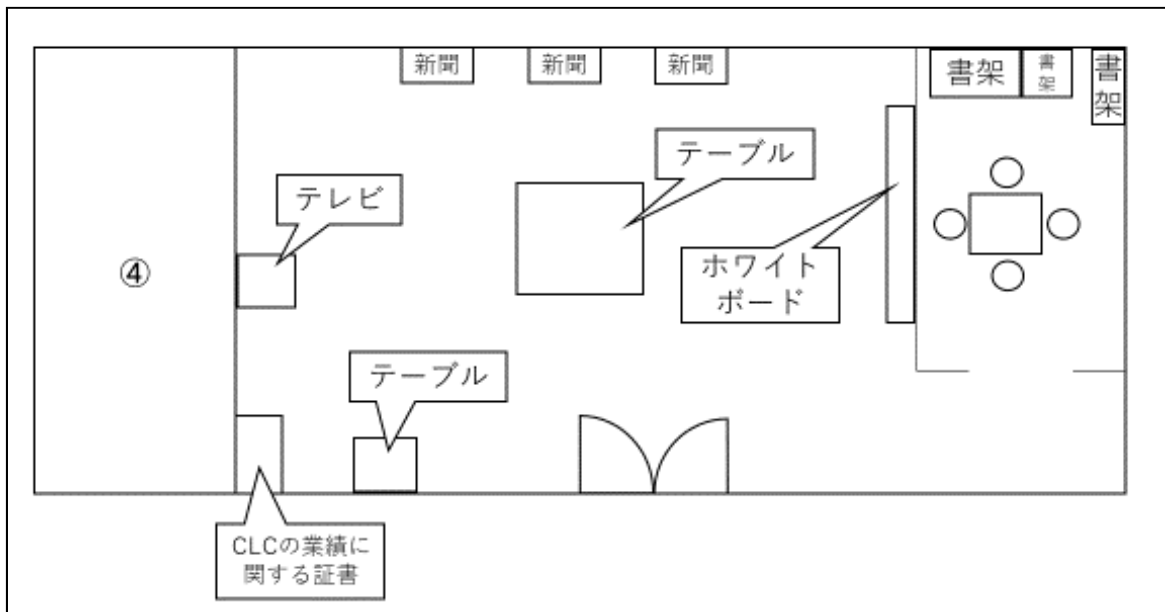 新聞
新聞
新聞
書架
書架
書架
テーブル
テレビ
ホワイト
ボード
④
テーブル
CLCの業績に
関する証書